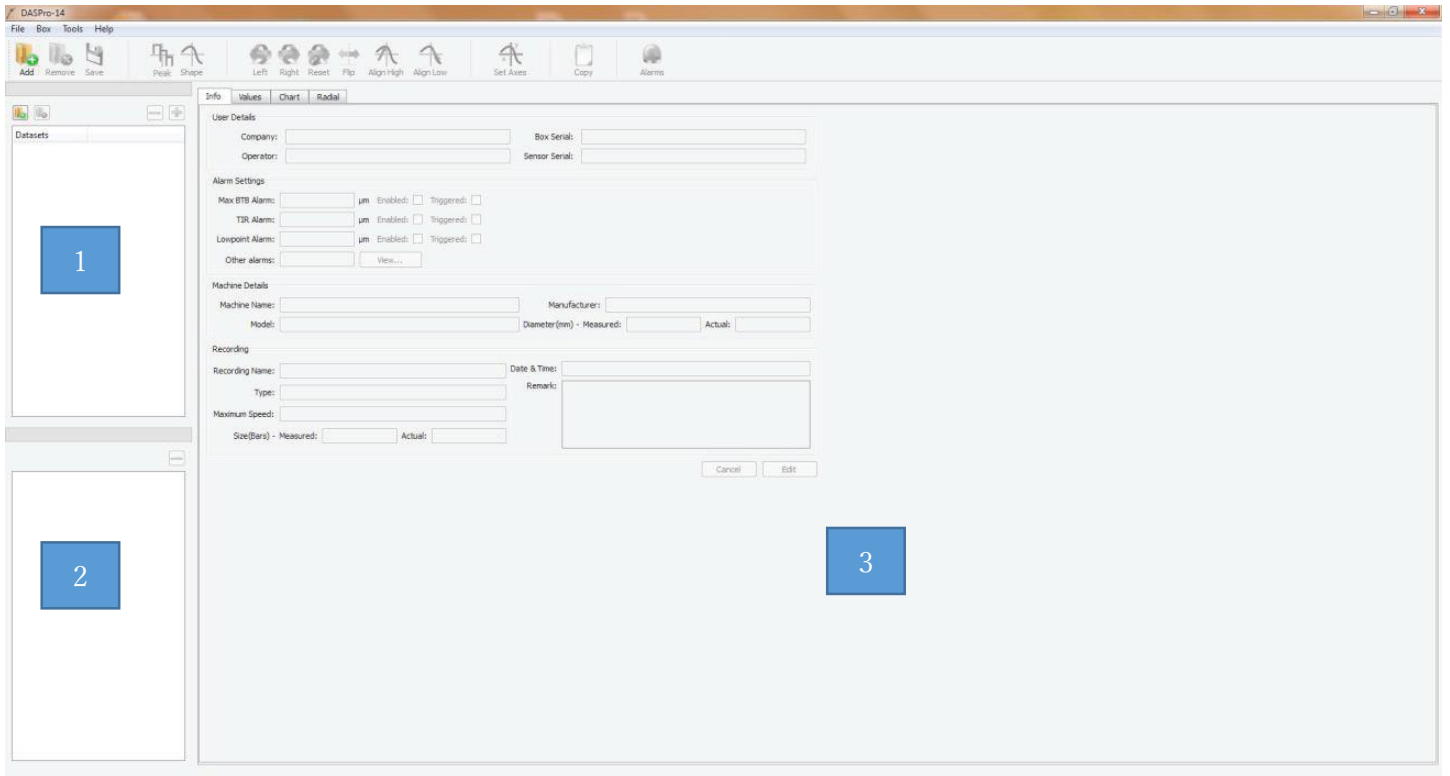 DASPro-14
File Box Tools Help
Add Remove Save Peak Shape Left Right Reset Flip Align High Align Low Set Axes Copy Alarms
Info Values Chart Radial
Datasets
User Details
Company: Box Serial:
Operator: Sensor Serial:
Alarm Settings
Max BTB Alarm: µm Enabled: Triggered:
TIR Alarm: µm Enabled: Triggered:
Lowpoint Alarm: µm Enabled: Triggered:
Other alarms: View...
1
Machine Details
Machine Name: Manufacturer:
Model: Diameter(mm) - Measured: Actual:
Recording
Recording Name: Date & Time:
Type: Remark:
Maximum Speed:
Size(Bars) - Measured: Actual:
Cancel Edit
2
3